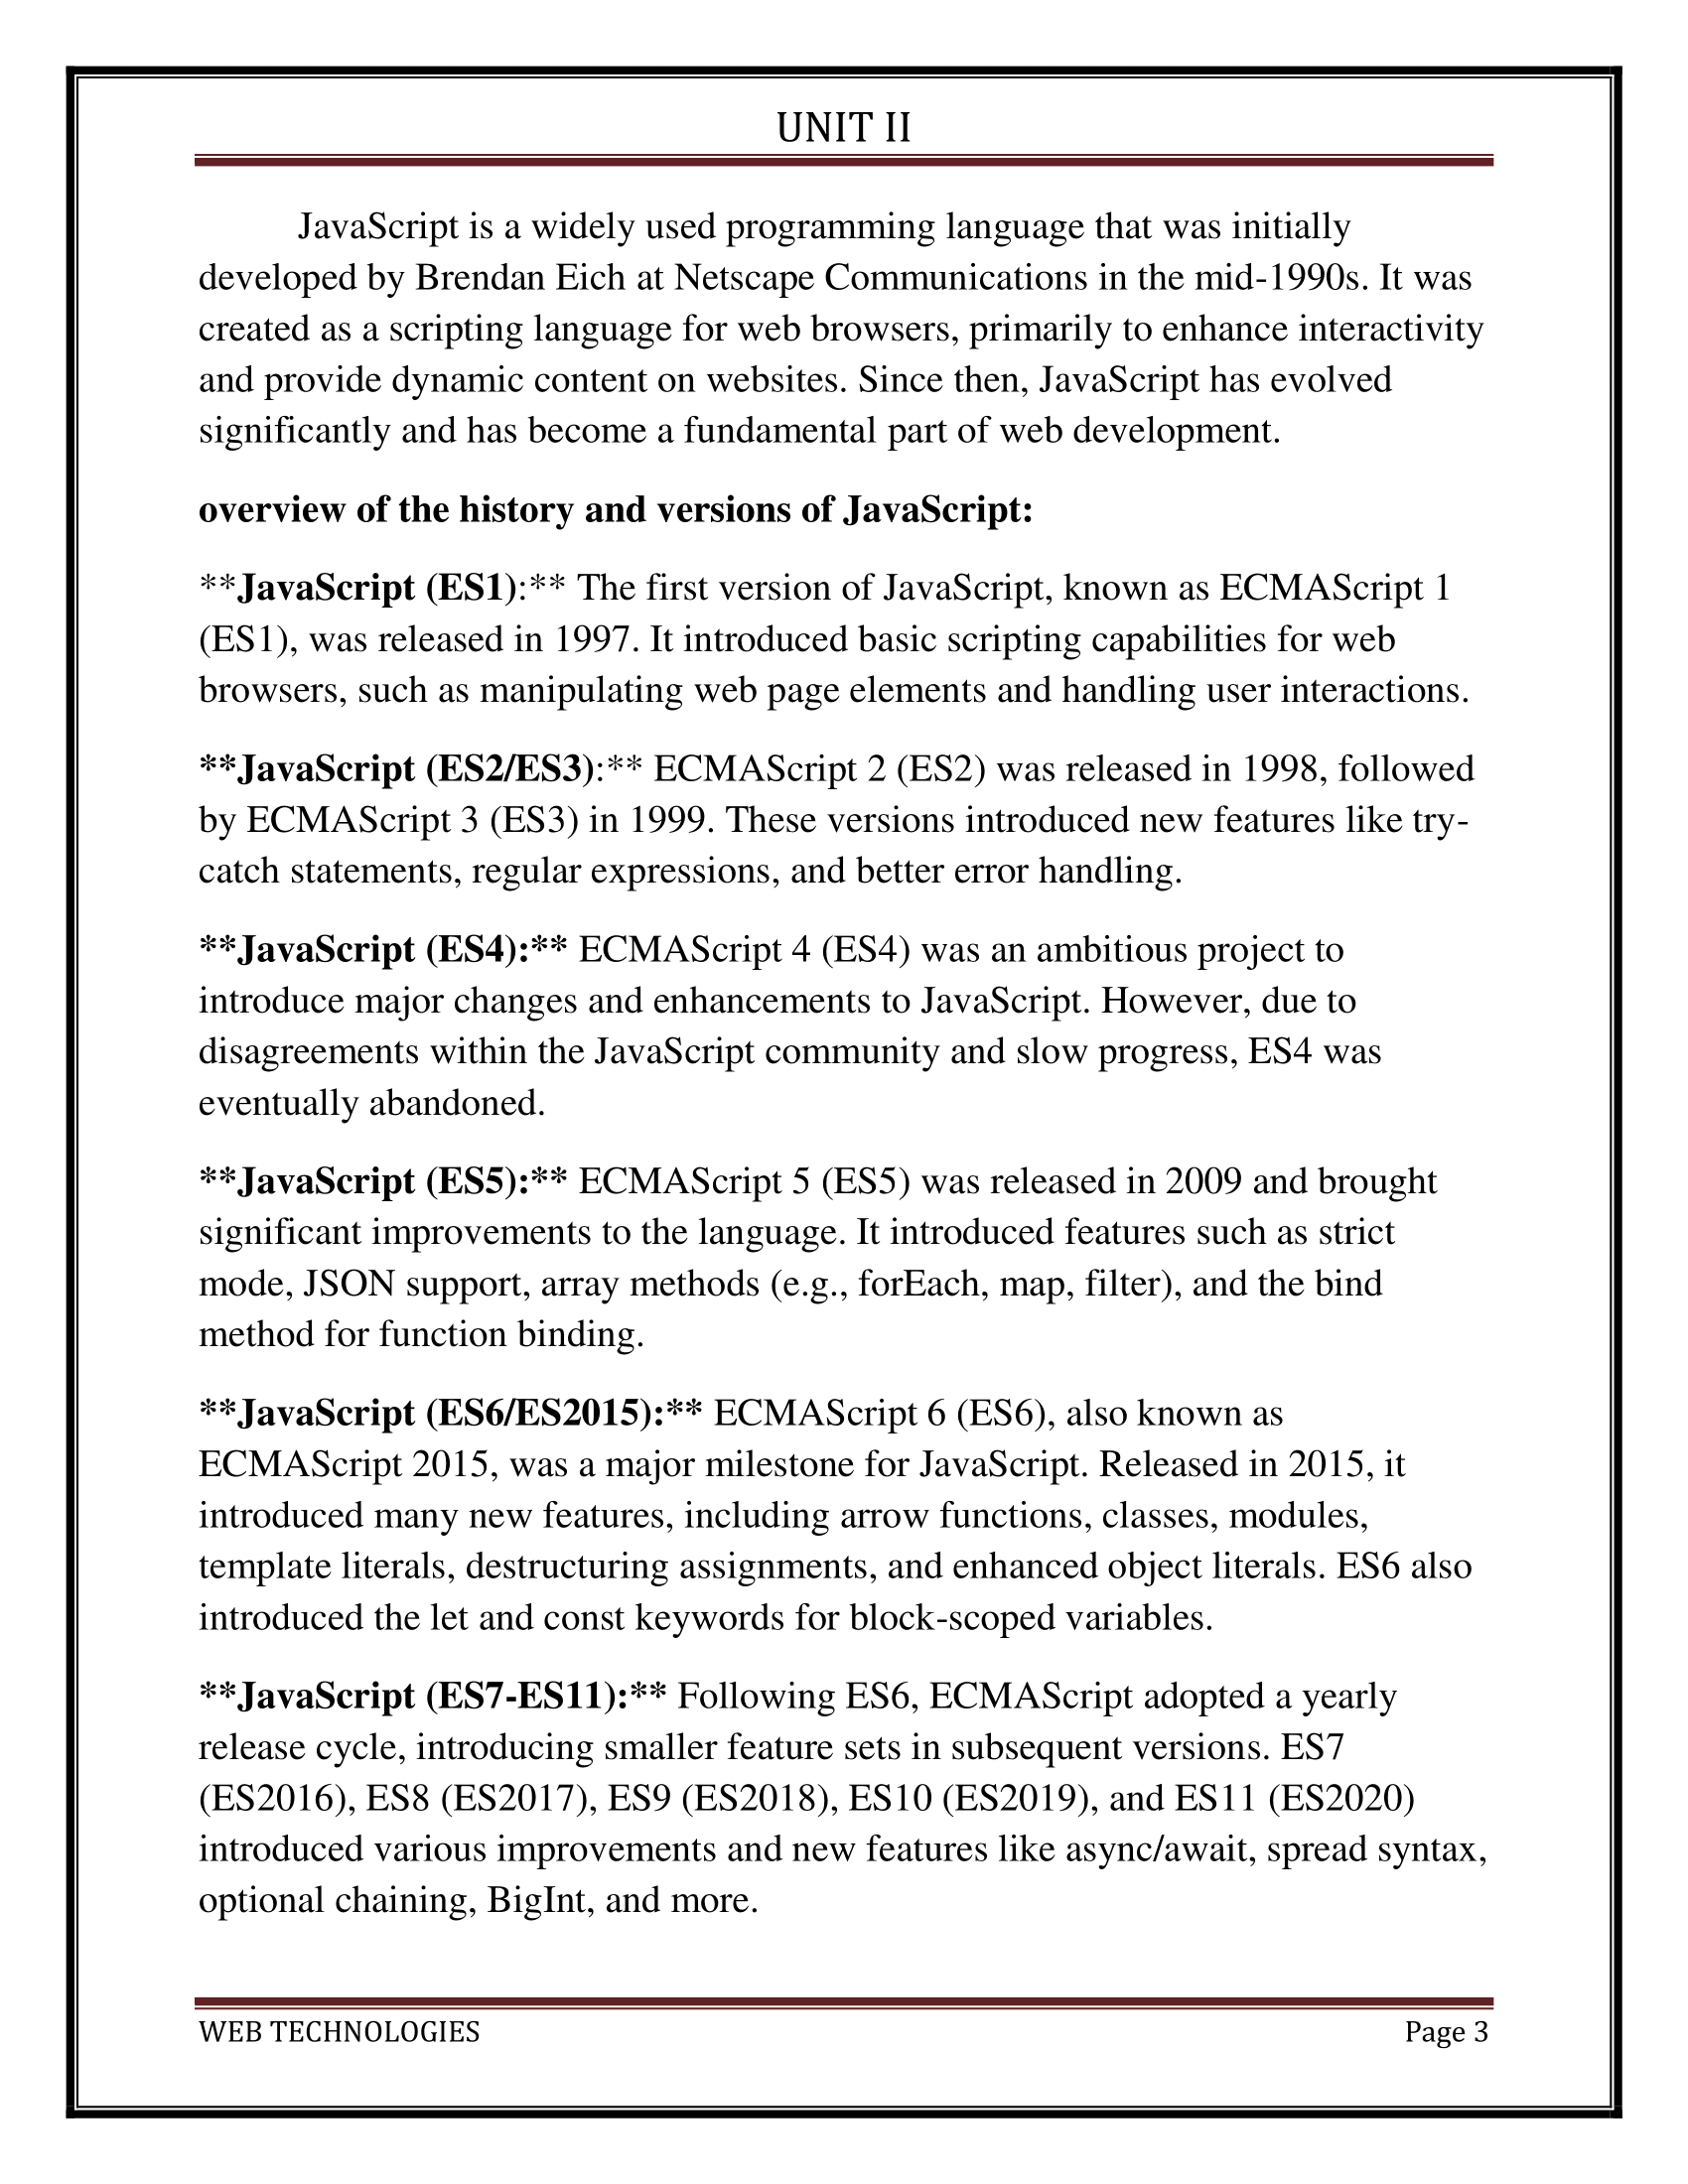 UNIT II
JavaScript is a widely used programming language that was initially
developed by Brendan Eich at Netscape Communications in the mid-1990s. It was
created as a scripting language for web browsers, primarily to enhance interactivity
and provide dynamic content on websites. Since then, JavaScript has evolved
significantly and has become a fundamental part of web development.
overview of the history and versions of JavaScript:
**JavaScript (ES1):** The first version of JavaScript, known as ECMAScript 1
(ES1), was released in 1997. It introduced basic scripting capabilities for web
browsers, such as manipulating web page elements and handling user interactions.
**JavaScript (ES2/ES3):** ECMAScript 2 (ES2) was released in 1998, followed
by ECMAScript 3 (ES3) in 1999. These versions introduced new features like try-
catch statements, regular expressions, and better error handling.
**JavaScript (ES4):** ECMAScript 4 (ES4) was an ambitious project to
introduce major changes and enhancements to JavaScript. However, due to
disagreements within the JavaScript community and slow progress, ES4 was
eventually abandoned.
**JavaScript (ES5):** ECMAScript 5 (ES5) was released in 2009 and brought
significant improvements to the language. It introduced features such as strict
mode, JSON support, array methods (e.g., forEach, map, filter), and the bind
method for function binding.
**JavaScript (ES6/ES2015):** ECMAScript 6 (ES6), also known as
ECMAScript 2015, was a major milestone for JavaScript. Released in 2015, it
introduced many new features, including arrow functions, classes, modules,
template literals, destructuring assignments, and enhanced object literals. ES6 also
introduced the let and const keywords for block-scoped variables.
**JavaScript (ES7-ES11):** Following ES6, ECMAScript adopted a yearly
release cycle, introducing smaller feature sets in subsequent versions. ES7
(ES2016), ES8 (ES2017), ES9 (ES2018), ES10 (ES2019), and ES11 (ES2020)
introduced various improvements and new features like async/await, spread syntax,
optional chaining, BigInt, and more.
WEB TECHNOLOGIES Page 3